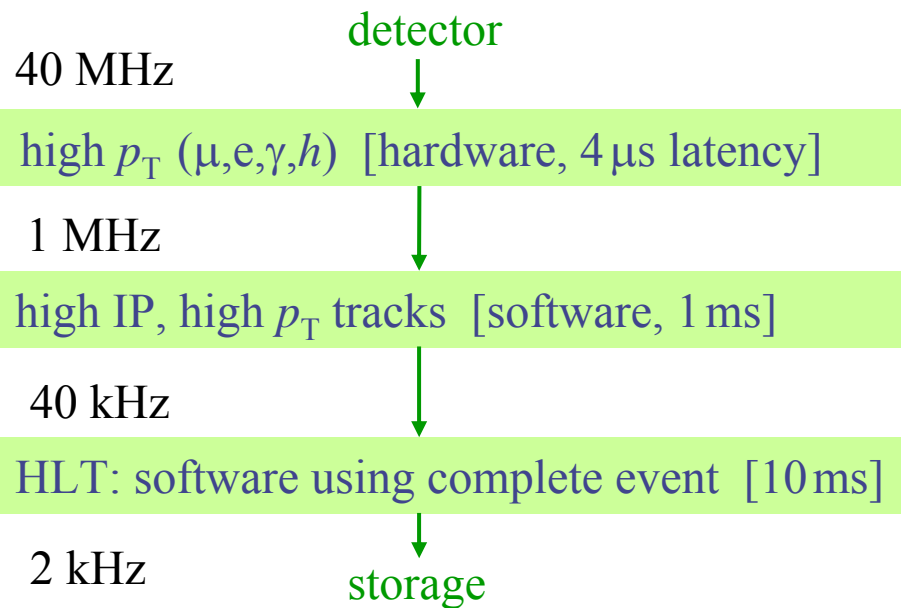 detector
40 MHz
high pT (μ,e,γ,h) [hardware, 4 μs latency]
1 MHz
high IP, high pT tracks [software, 1 ms]
40 kHz
HLT: software using complete event [10 ms]
2 kHz
storage